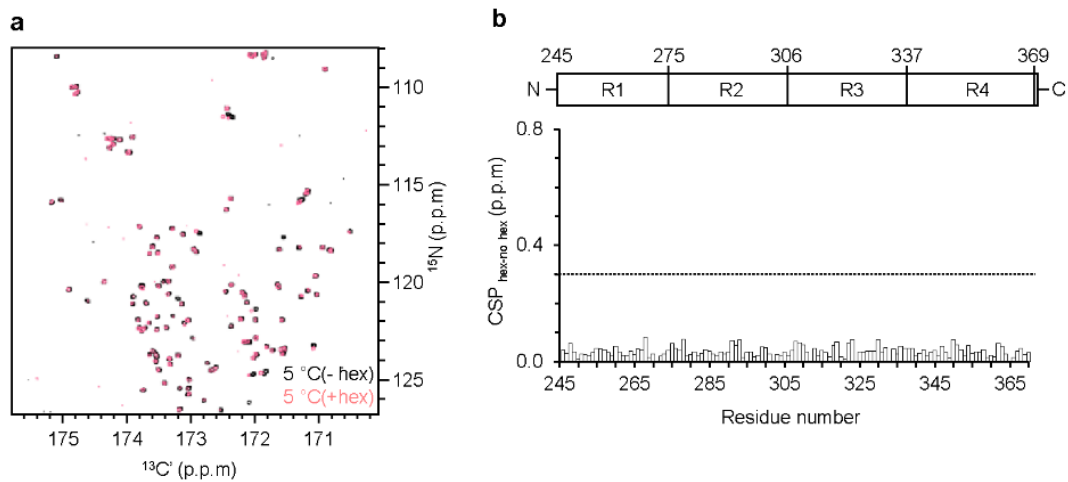 a
110
115
120
125
¹⁵N (p.p.m)
5 °C(- hex)
5 °C(+hex)
175 174 173 172 171
¹³C' (p.p.m)
b
245 275 306 337 369
N R1 R2 R3 R4 C
0.8
0.4
0.0
CSP hex-no hex (p.p.m)
245 265 285 305 325 345 365
Residue number